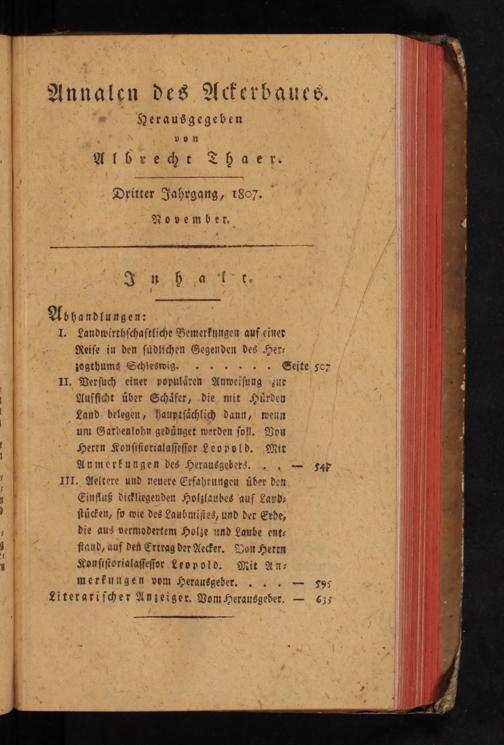 Annalen des Ackerbaues.
Herausgegeben
von
Albrecht Thaer.
Dritter Jahrgang, 1807.
November.
Inhalt.
Abhandlungen:
I. Landwirthschaftliche Bemerkungen auf einer
Reise in den südlichen Gegenden des Her-
zogthums Schleswig. . . . . . . Seite 507
II. Versuch einer populären Anweisung zur
Aufsicht über Schäfer, die mit Hürden
Land belegen, hauptsächlich dann, wenn
um Garbenlohn gedünget werden soll. Von
Herrn Konsistorialassessor Leopold. Mit
Anmerkungen des Herausgebers. . . — 547
III. Aeltere und neuere Erfahrungen über den
Einfluß dickliegenden Holzlaubes auf Land-
stücken, so wie des Laubmistes, und der Erde,
die aus vermodertem Holze und Laube ent-
stand, auf den Ertrag der Aecker. Von Herrn
Konsistorialassessor Leopold. Mit An-
merkungen vom Herausgeber. . . . — 595
Literarischer Anzeiger. Vom Herausgeber. — 635